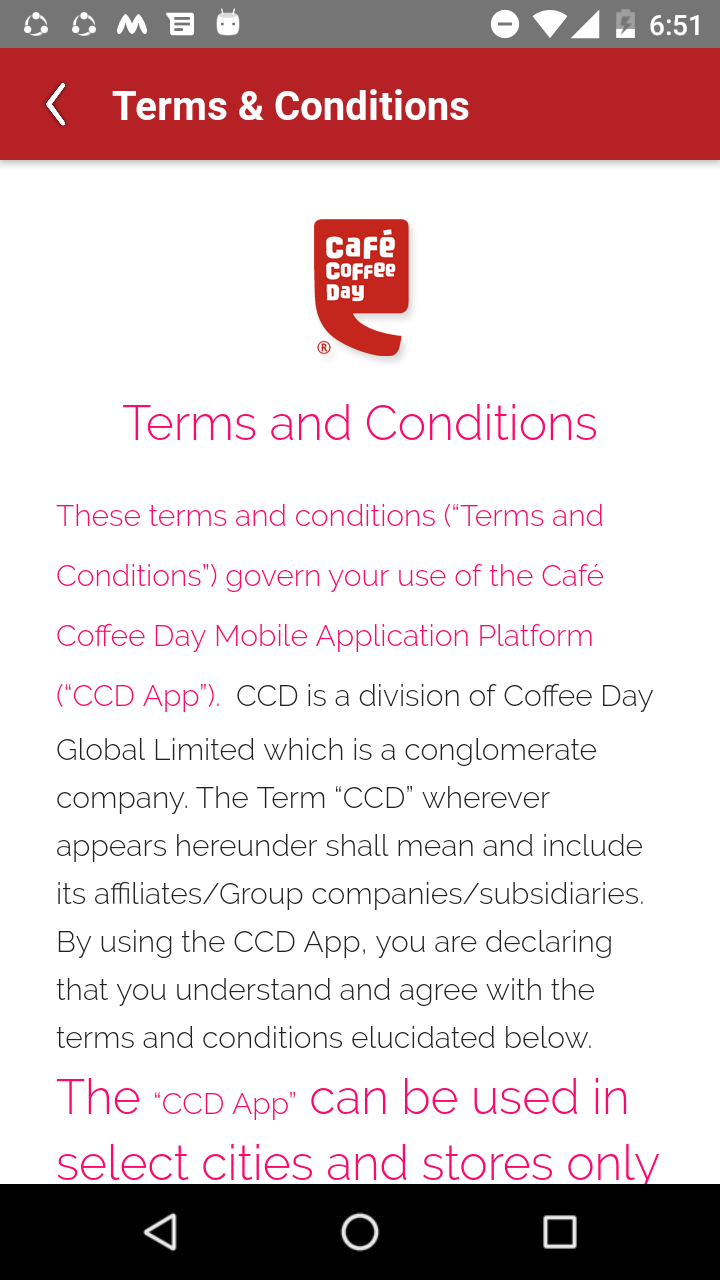 6:51
Terms & Conditions
Café
Coffee
Day
®
Terms and Conditions
These terms and conditions (“Terms and
Conditions”) govern your use of the Café
Coffee Day Mobile Application Platform
(“CCD App”).  CCD is a division of Coffee Day
Global Limited which is a conglomerate
company. The Term “CCD” wherever
appears hereunder shall mean and include
its affiliates/Group companies/subsidiaries.
By using the CCD App, you are declaring
that you understand and agree with the
terms and conditions elucidated below.
The “CCD App” can be used in
select cities and stores only